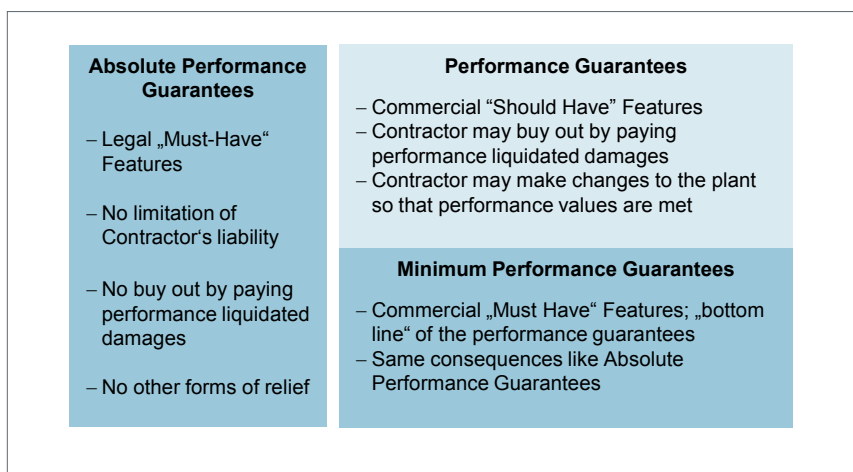 Absolute Performance
Guarantees
– Legal „Must-Have“
Features
– No limitation of
Contractor‘s liability
– No buy out by paying
performance liquidated
damages
– No other forms of relief
Performance Guarantees
– Commercial “Should Have” Features
– Contractor may buy out by paying
performance liquidated damages
– Contractor may make changes to the plant
so that performance values are met
Minimum Performance Guarantees
– Commercial „Must Have“ Features; „bottom
line“ of the performance guarantees
– Same consequences like Absolute
Performance Guarantees